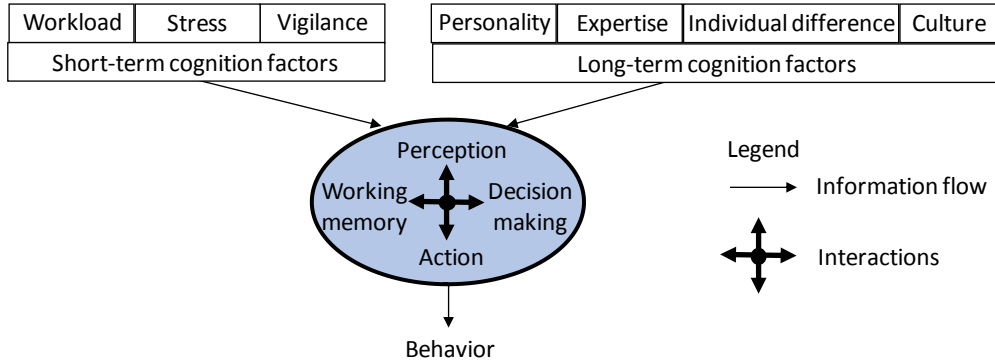 Workload Stress Vigilance
Short-term cognition factors
Personality Expertise Individual difference Culture
Long-term cognition factors
Perception
Working memory
Decision making
Action
Behavior
Legend
Information flow
Interactions